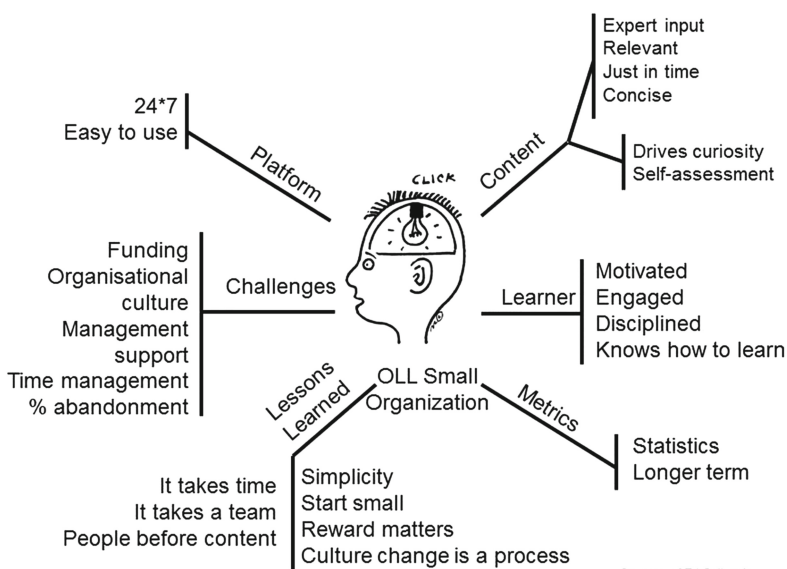 Expert input
Relevant
Just in time
Concise
24*7
Easy to use
Platform
Content
Drives curiosity
Self-assessment
CLICK
Funding
Organisational
culture
Management
support
Time management
% abandonment
Challenges
Learner
Motivated
Engaged
Disciplined
Knows how to learn
OLL Small
Organization
Lessons
Learned
Metrics
Statistics
Longer term
It takes time
It takes a team
People before content
Simplicity
Start small
Reward matters
Culture change is a process